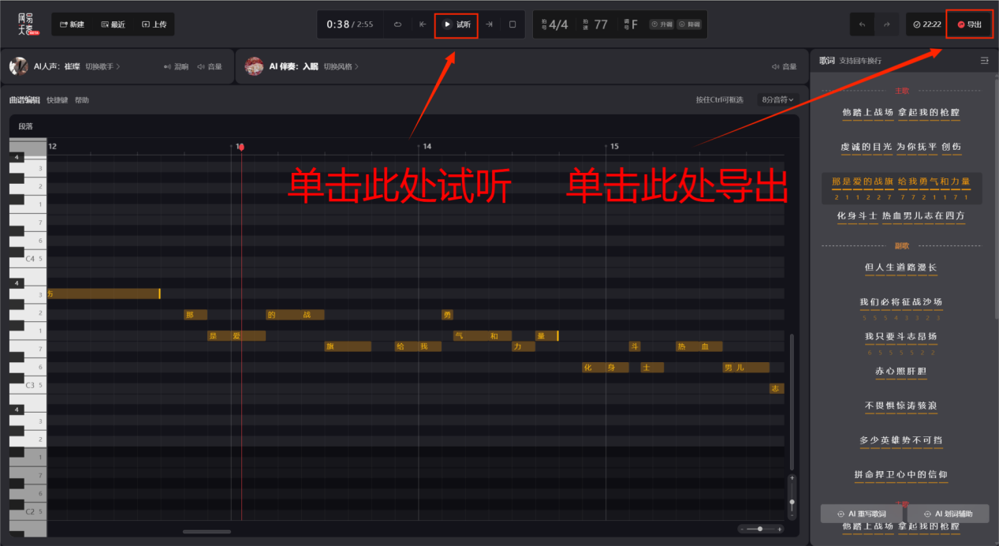 网易
天音 BETA
新建 最近 上传
0:38 / 2:55
试听
拍号 4/4 拍速 77 调号 F 升调 降调
22:22 导出
AI人声：崔璨 切换歌手 混响 音量
AI 伴奏：入眠 切换风格 音量
曲谱编辑 快捷键 帮助
按住Ctrl可框选 8分音符
段落
12 14 15
单击此处试听 单击此处导出
4
3
2
1
7
6
C4 5
4
3
2
1
7
6
C3 5
4
3
2
1
7
6
C2 5
伤
那 的 战 勇
是 爱 气 和 量
旗 给 我 力 斗 热 血
化 身 士 男 儿
志
歌词 支持回车换行
主歌
他踏上战场 拿起我的枪膛
虔诚的目光 为你抚平 创伤
那是爱的战旗 给我勇气和力量
2 1 1 2 2 7 7 7 2 1 1 7 1
化身斗士 热血男儿志在四方
副歌
但人生道路漫长
我们必将征战沙场
5 5 5 4 3 2 2 3
我只要斗志昂扬
6 5 5 5 5 2 2
赤心照肝胆
不畏惧惊涛骇浪
多少英雄势不可挡
拼命捍卫心中的信仰
主歌
AI 重写歌词 AI 划词辅助
他踏上战场 拿起我的枪膛